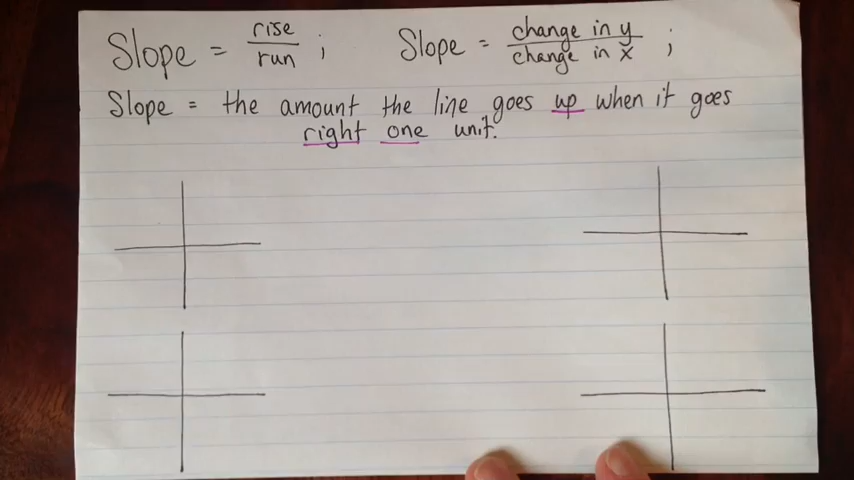 Slope = rise/run ; Slope = change in y/change in x ;
Slope = the amount the line goes up when it goes
right one unit.